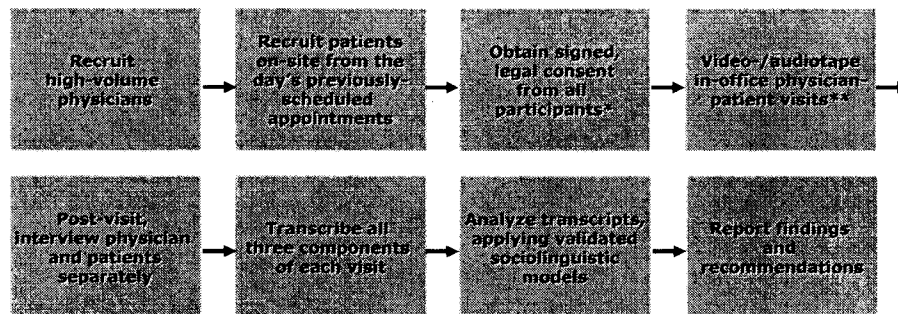 Recruit
high-volume
physicians
Recruit patients
on-site from the
day's previously-
scheduled
appointments
Obtain signed,
legal consent
from all
participants*
Video-/audiotape
in-office physician-
patient visits**
Post-visit,
interview physician
and patients
separately
Transcribe all
three components
of each visit
Analyze transcripts,
applying validated
sociolinguistic
models
Report findings
and
recommendations